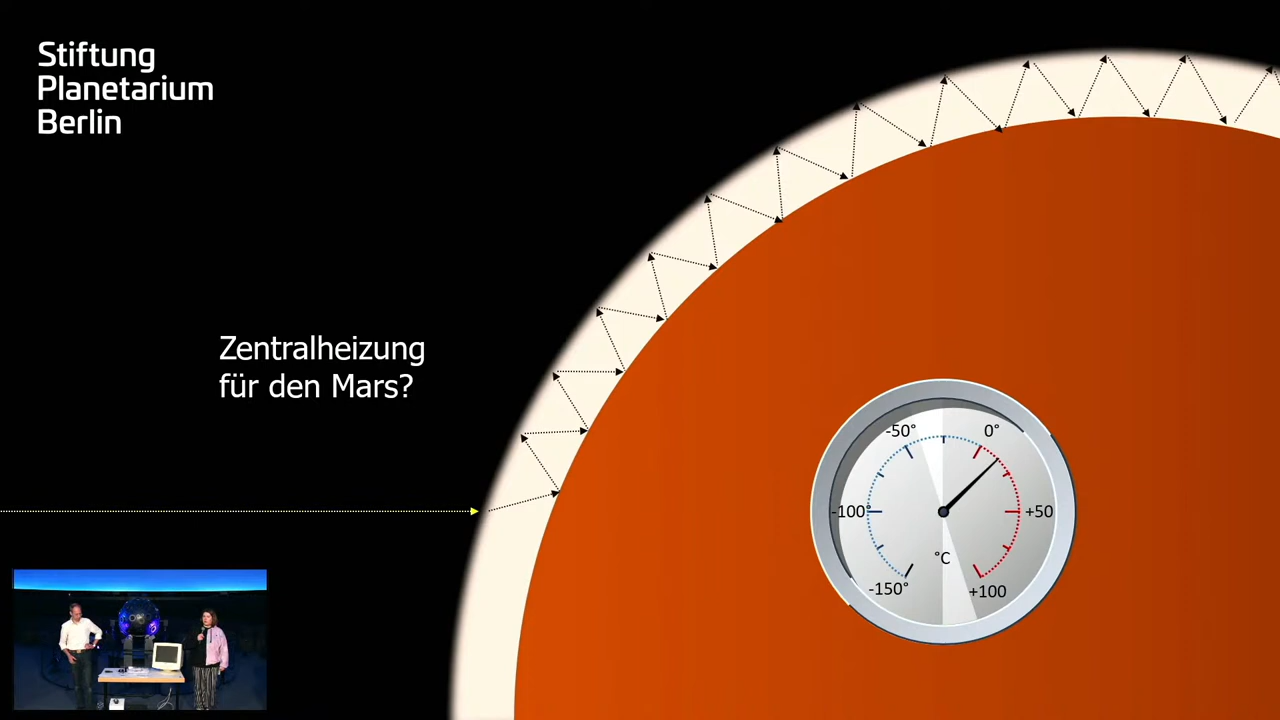 Stiftung
Planetarium
Berlin
Zentralheizung
für den Mars?
-50°
0°
-100°
+50
°C
-150°
+100